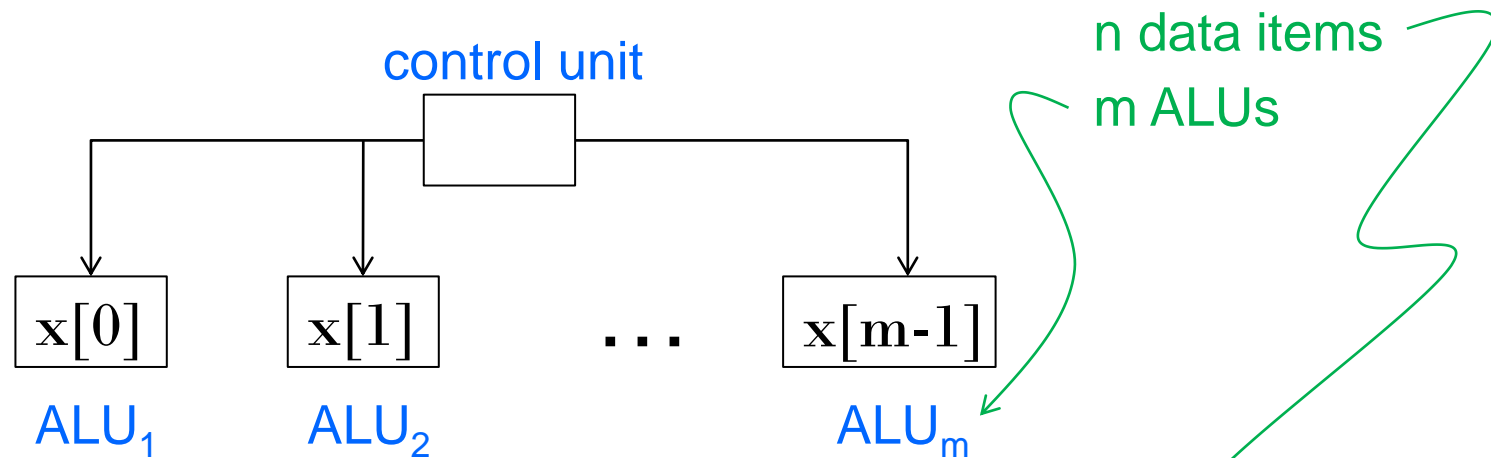 n data items
control unit
m ALUs
x[0] x[1] ... x[m-1]
ALU₁ ALU₂ ALUₘ